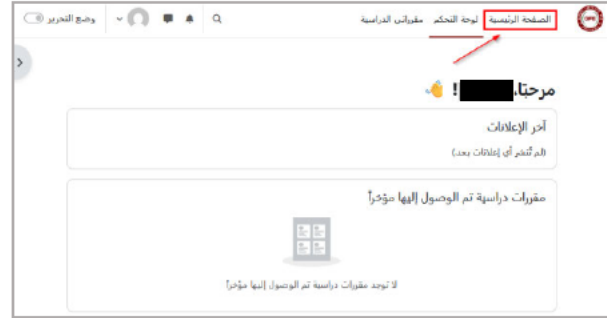 الصفحة الرئيسية لوحة التحكم مقرراتي الدراسية وضع التحرير
مرحبًا، ! 👋
آخر الإعلانات
(لم تُنشر أي إعلانات بعد)
مقررات دراسية تم الوصول إليها مؤخراً
لا توجد مقررات دراسية تم الوصول إليها مؤخراً